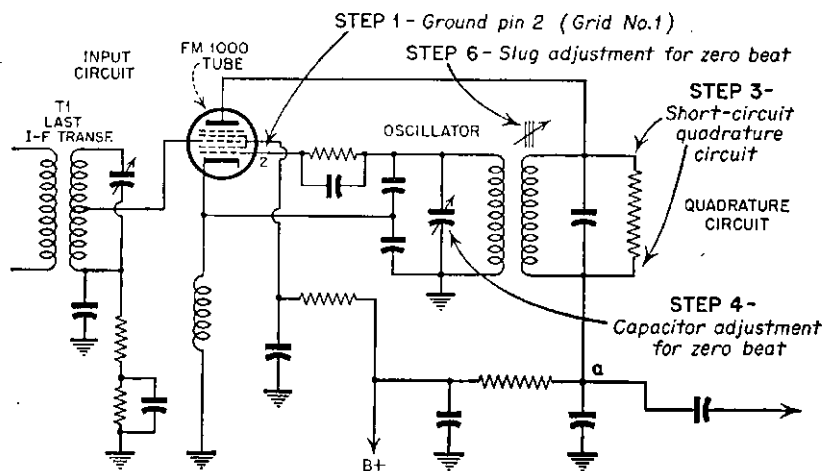 STEP 1 - Ground pin 2 (Grid No.1)
INPUT
CIRCUIT
FM 1000
TUBE
STEP 6 - Slug adjustment for zero beat
T1
LAST
I-F TRANSF.
2
OSCILLATOR
STEP 3-
Short-circuit
quadrature
circuit
QUADRATURE
CIRCUIT
STEP 4-
Capacitor adjustment
for zero beat
a
B+